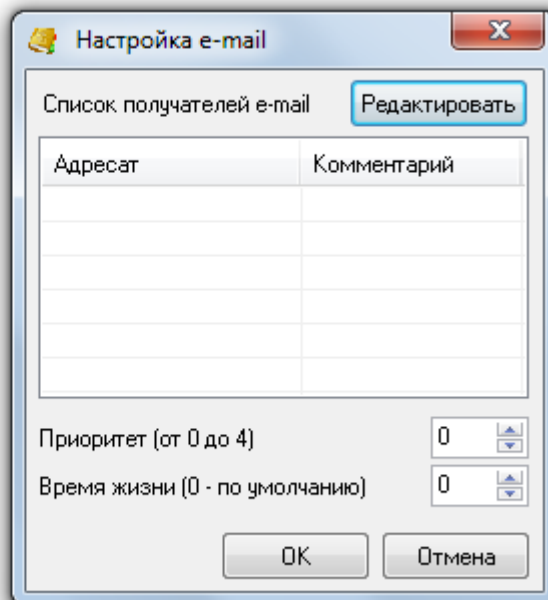 Настройка e-mail
Список получателей e-mail Редактировать
Адресат Комментарий
Приоритет (от 0 до 4) 0
Время жизни (0 - по умолчанию) 0
OK Отмена